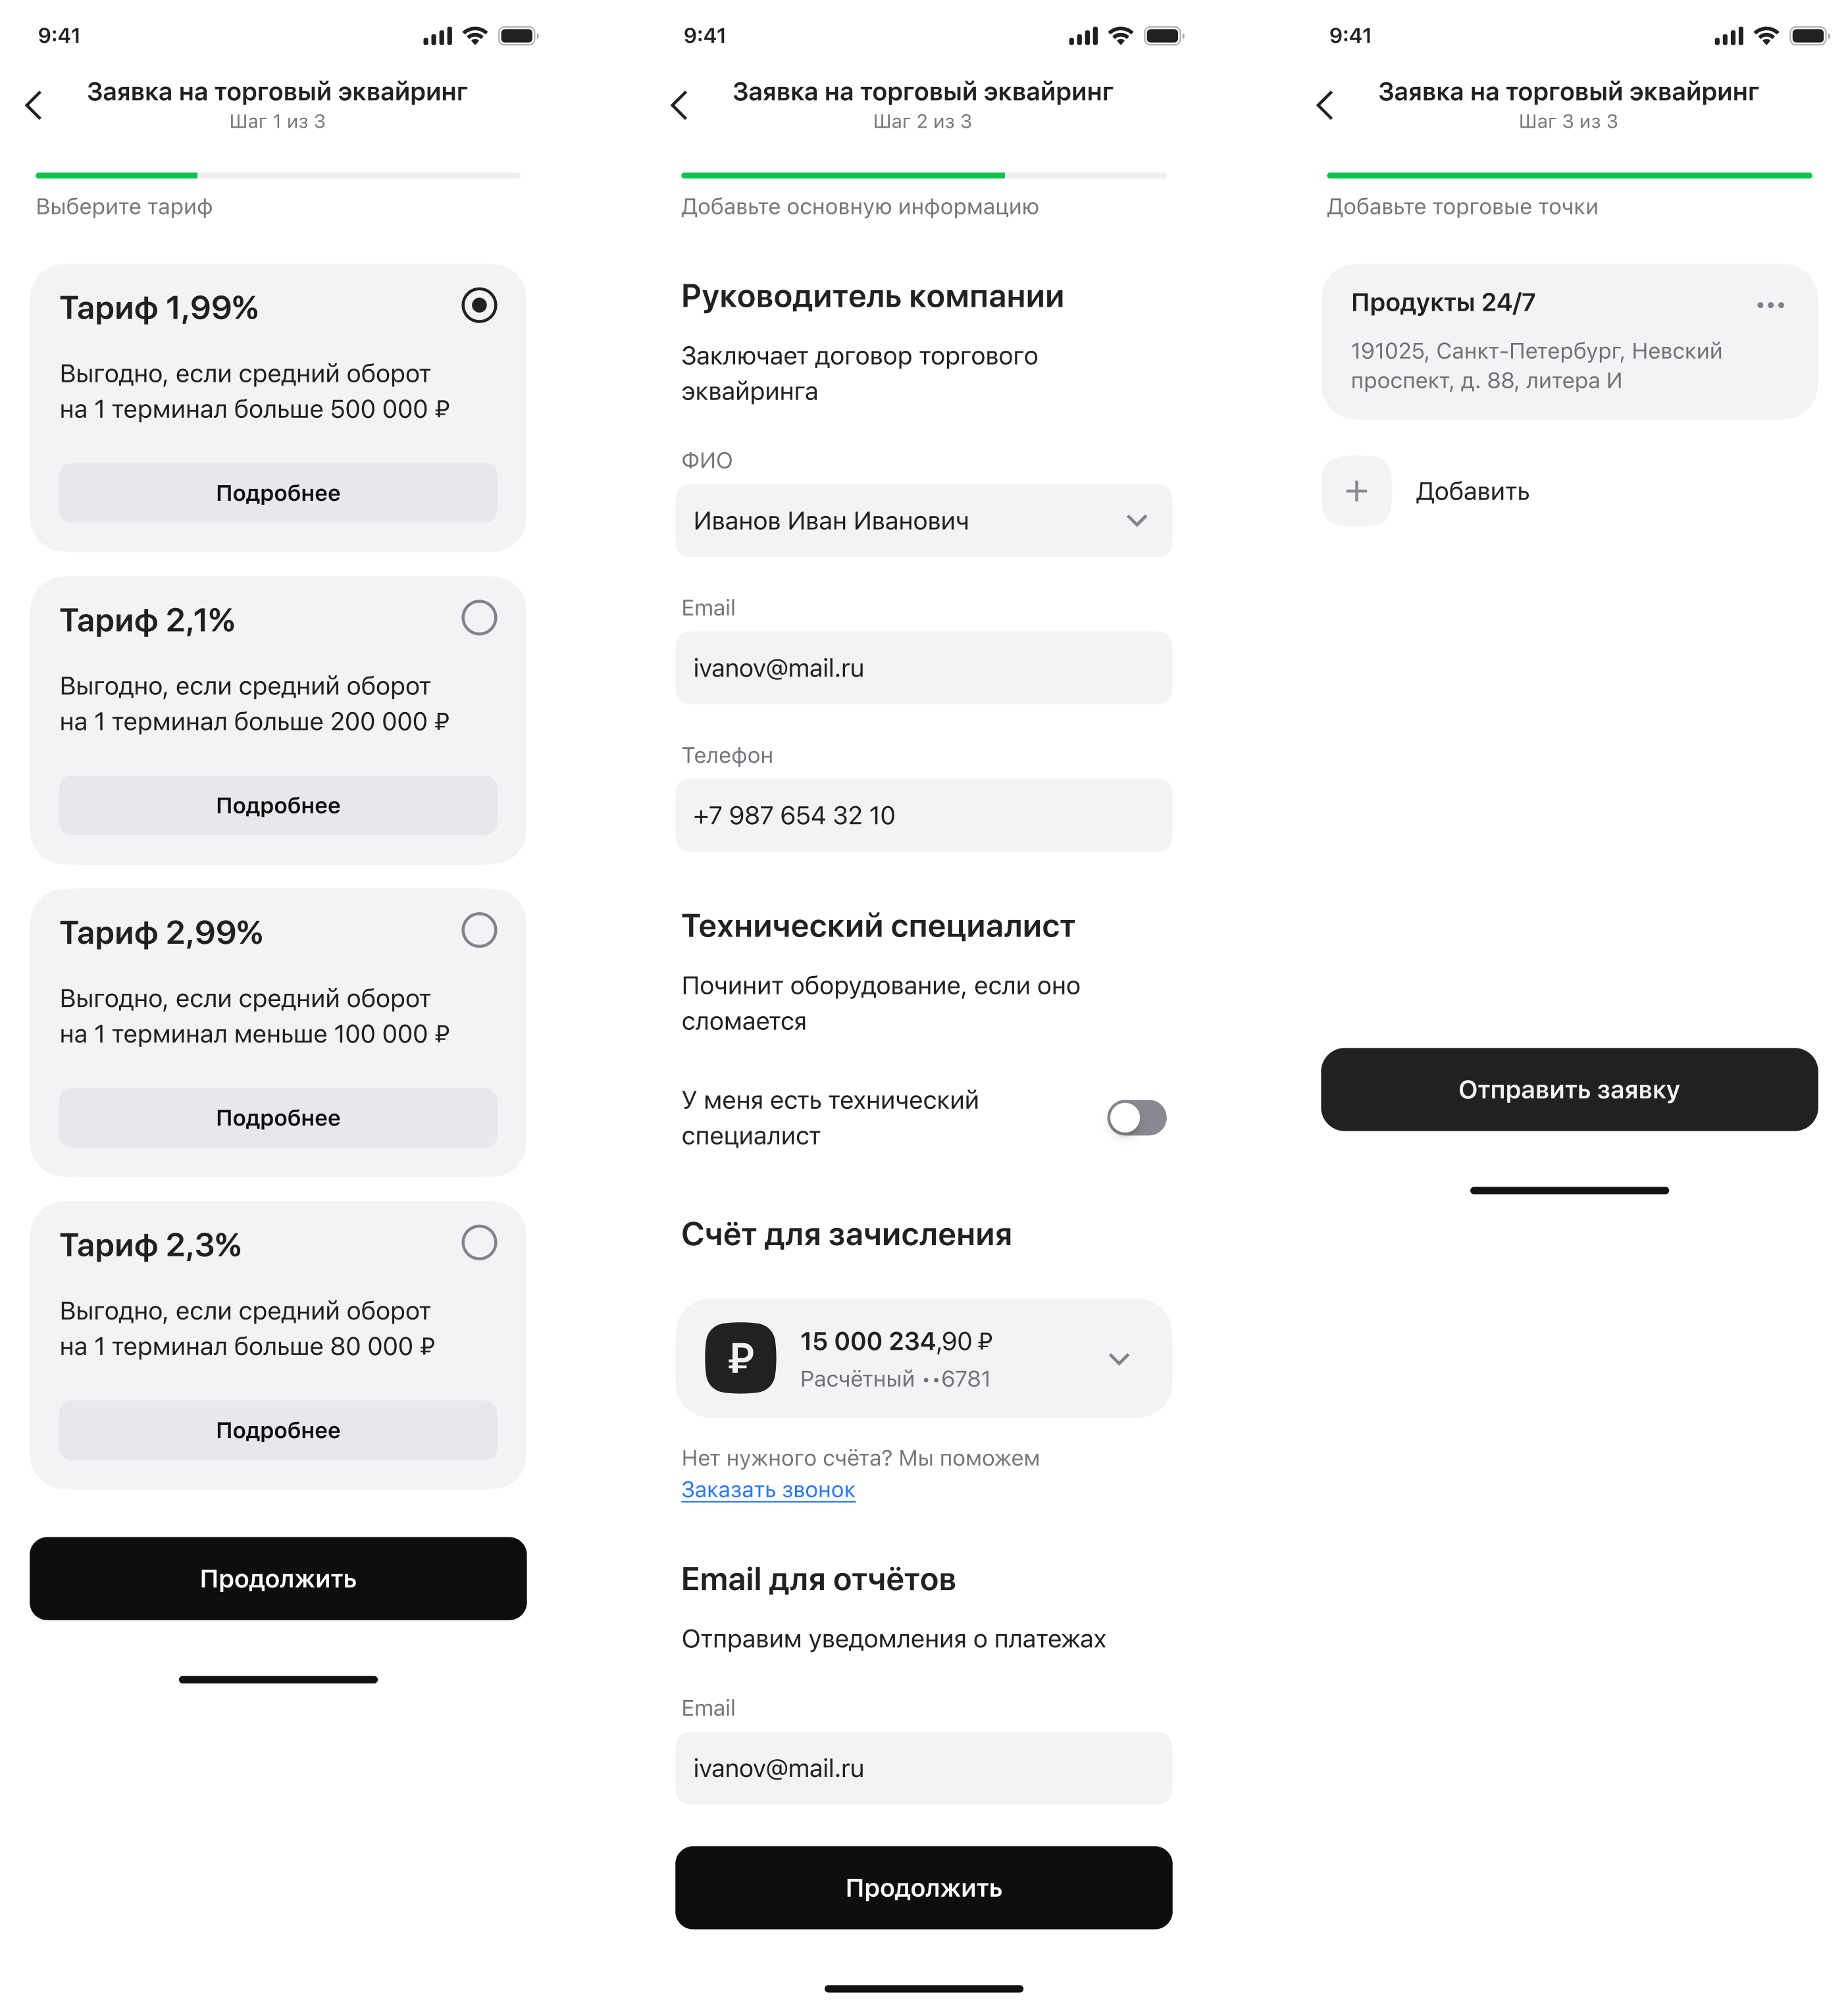 9:41
Заявка на торговый эквайринг
Шаг 1 из 3
Выберите тариф
Тариф 1,99%
Выгодно, если средний оборот
на 1 терминал больше 500 000 ₽
Подробнее
Тариф 2,1%
Выгодно, если средний оборот
на 1 терминал больше 200 000 ₽
Подробнее
Тариф 2,99%
Выгодно, если средний оборот
на 1 терминал меньше 100 000 ₽
Подробнее
Тариф 2,3%
Выгодно, если средний оборот
на 1 терминал больше 80 000 ₽
Подробнее
Продолжить
9:41
Заявка на торговый эквайринг
Шаг 2 из 3
Добавьте основную информацию
Руководитель компании
Заключает договор торгового
эквайринга
ФИО
Иванов Иван Иванович
Email
ivanov@mail.ru
Телефон
+7 987 654 32 10
Технический специалист
Починит оборудование, если оно
сломается
У меня есть технический
специалист
Счёт для зачисления
₽
15 000 234,90 ₽
Расчётный ••6781
Нет нужного счёта? Мы поможем
Заказать звонок
Email для отчётов
Отправим уведомления о платежах
Email
ivanov@mail.ru
Продолжить
9:41
Заявка на торговый эквайринг
Шаг 3 из 3
Добавьте торговые точки
Продукты 24/7
191025, Санкт-Петербург, Невский
проспект, д. 88, литера И
Добавить
Отправить заявку